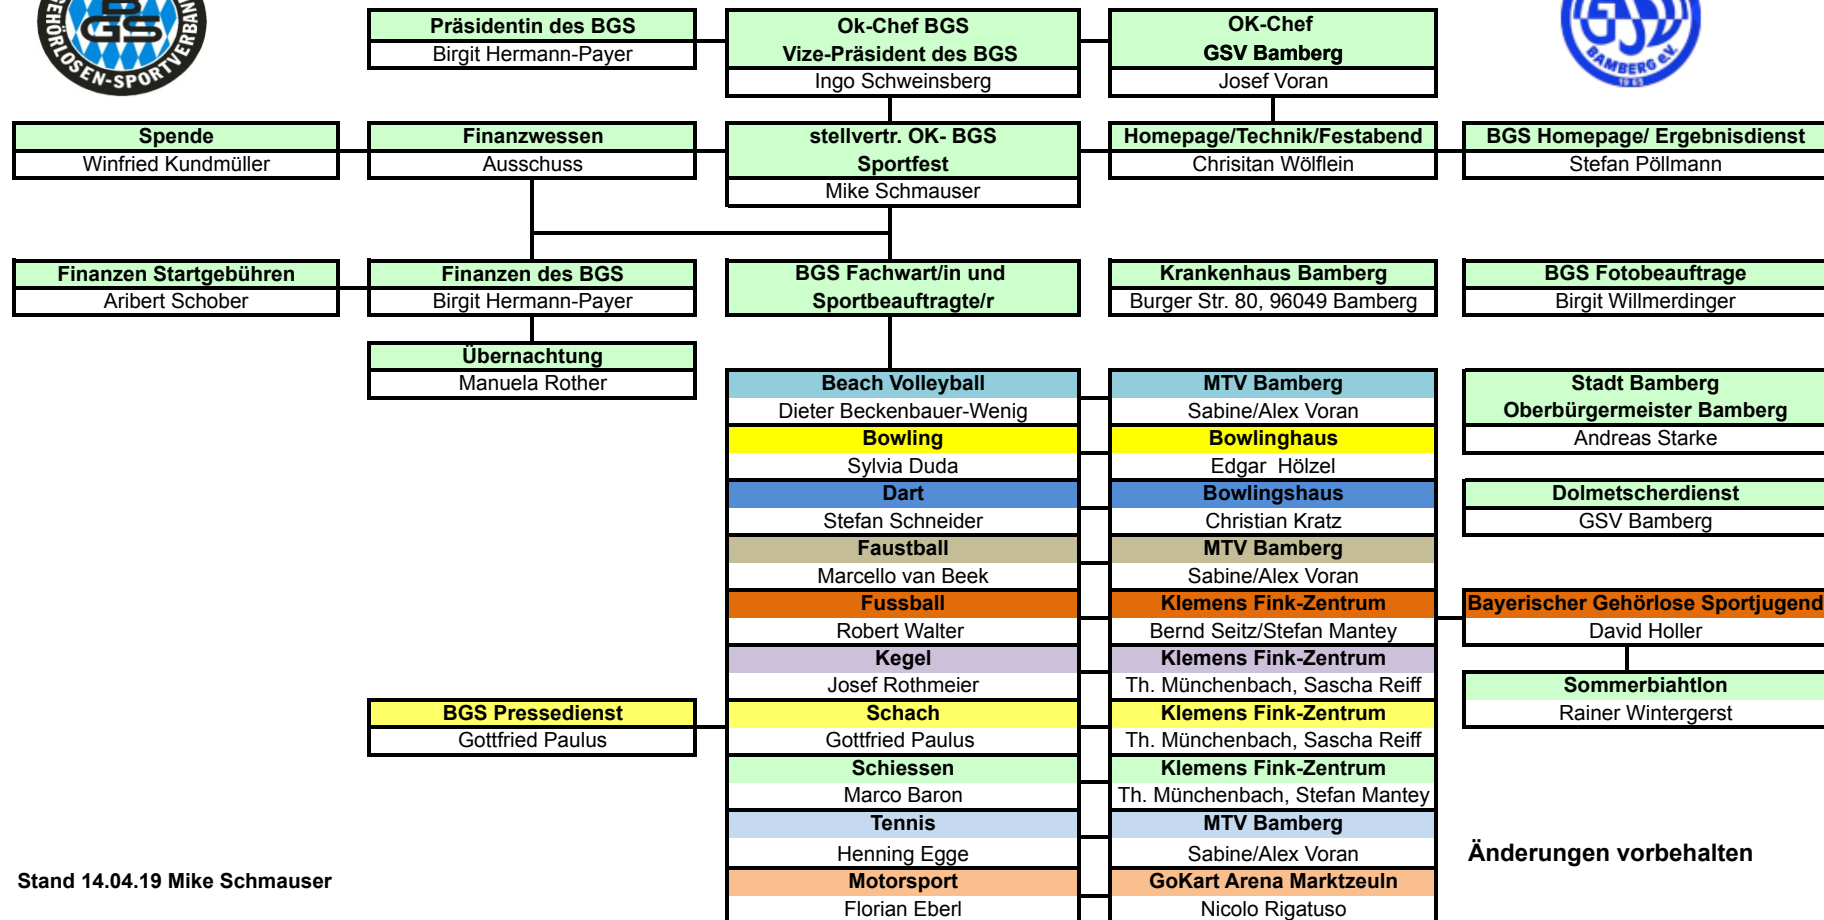 BGS
GEHÖRLOSEN-SPORTVERBAN
GSV
BAMBERG e.V.
Präsidentin des BGS
Birgit Hermann-Payer
Ok-Chef BGS
Vize-Präsident des BGS
Ingo Schweinsberg
OK-Chef
GSV Bamberg
Josef Voran
Spende
Winfried Kundmüller
Finanzwessen
Ausschuss
stellvertr. OK- BGS
Sportfest
Mike Schmauser
Homepage/Technik/Festabend
Chrisitan Wölflein
BGS Homepage/ Ergebnisdienst
Stefan Pöllmann
Finanzen Startgebühren
Aribert Schober
Finanzen des BGS
Birgit Hermann-Payer
BGS Fachwart/in und
Sportbeauftragte/r
Krankenhaus Bamberg
Burger Str. 80, 96049 Bamberg
BGS Fotobeauftrage
Birgit Willmerdinger
Übernachtung
Manuela Rother
Beach Volleyball
Dieter Beckenbauer-Wenig
MTV Bamberg
Sabine/Alex Voran
Stadt Bamberg
Oberbürgermeister Bamberg
Andreas Starke
Bowling
Sylvia Duda
Bowlinghaus
Edgar Hölzel
Dart
Stefan Schneider
Bowlingshaus
Christian Kratz
Dolmetscherdienst
GSV Bamberg
Faustball
Marcello van Beek
MTV Bamberg
Sabine/Alex Voran
Fussball
Robert Walter
Klemens Fink-Zentrum
Bernd Seitz/Stefan Mantey
Bayerischer Gehörlose Sportjugend
David Holler
Kegel
Josef Rothmeier
Klemens Fink-Zentrum
Th. Münchenbach, Sascha Reiff
Sommerbiahtlon
Rainer Wintergerst
BGS Pressedienst
Gottfried Paulus
Schach
Gottfried Paulus
Klemens Fink-Zentrum
Th. Münchenbach, Sascha Reiff
Schiessen
Marco Baron
Klemens Fink-Zentrum
Th. Münchenbach, Stefan Mantey
Tennis
Henning Egge
MTV Bamberg
Sabine/Alex Voran
Änderungen vorbehalten
Stand 14.04.19 Mike Schmauser
Motorsport
Florian Eberl
GoKart Arena Marktzeuln
Nicolo Rigatuso